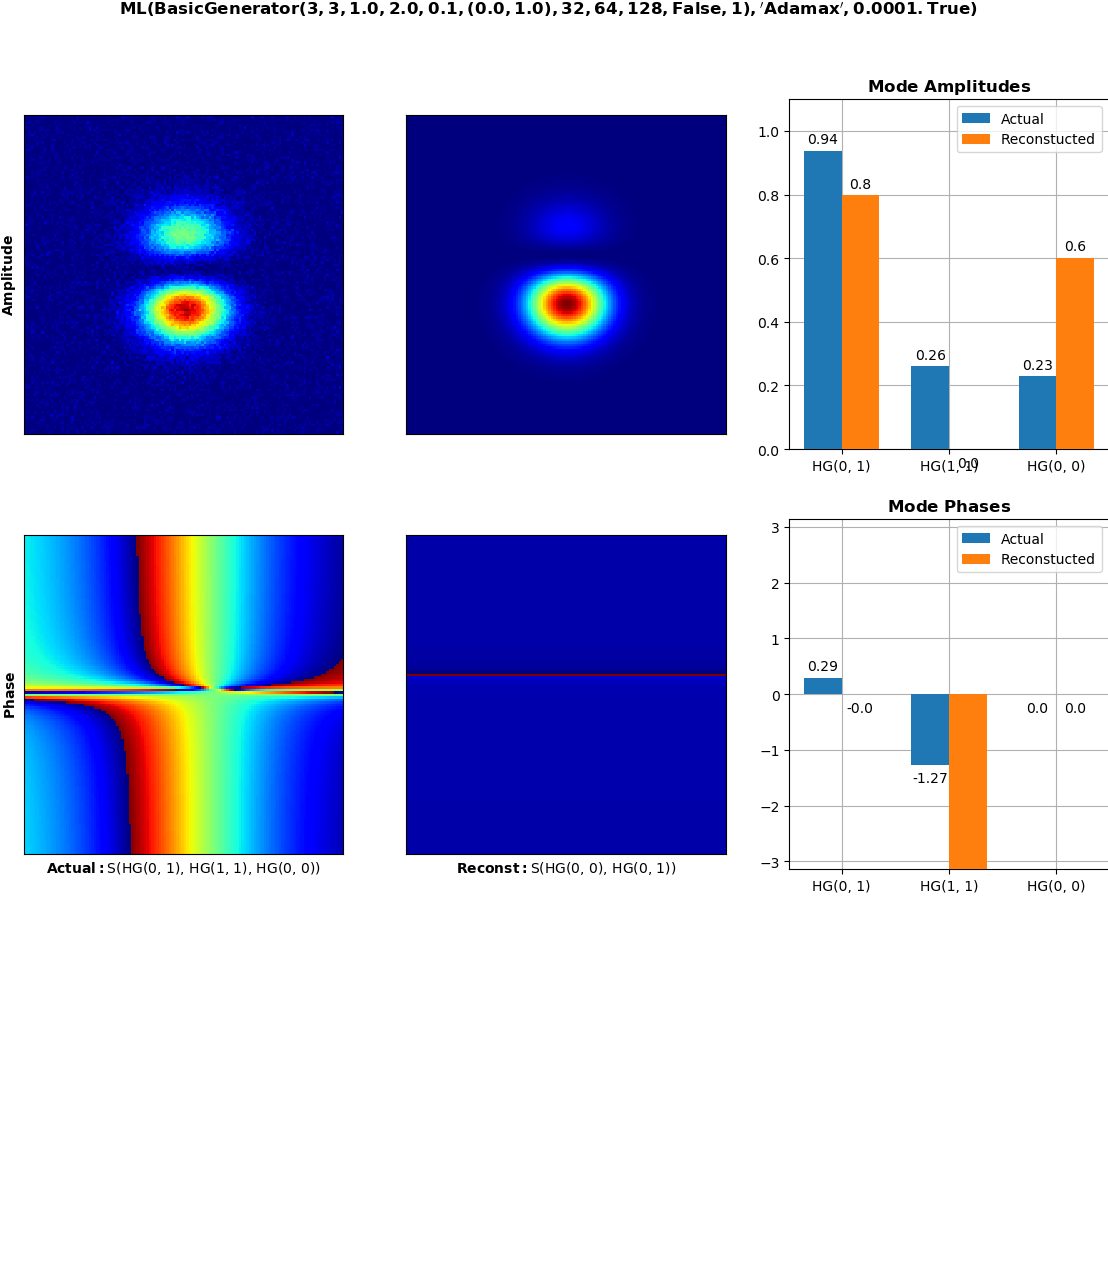 ML(BasicGenerator(3, 3, 1.0, 2.0, 0.1, (0.0, 1.0), 32, 64, 128, False, 1), ′Adamax′, 0.0001. True)
Amplitude
Mode Amplitudes
Actual
Reconstucted
1.0
0.8
0.6
0.4
0.2
0.0
0.94
0.8
0.26
0.0
0.23
0.6
HG(0, 1)
HG(1, 1)
HG(0, 0)
Phase
Actual: S(HG(0, 1), HG(1, 1), HG(0, 0))
Reconst: S(HG(0, 0), HG(0, 1))
Mode Phases
Actual
Reconstucted
3
2
1
0
−1
−2
−3
0.29
-0.0
-1.27
0.0
0.0
HG(0, 1)
HG(1, 1)
HG(0, 0)